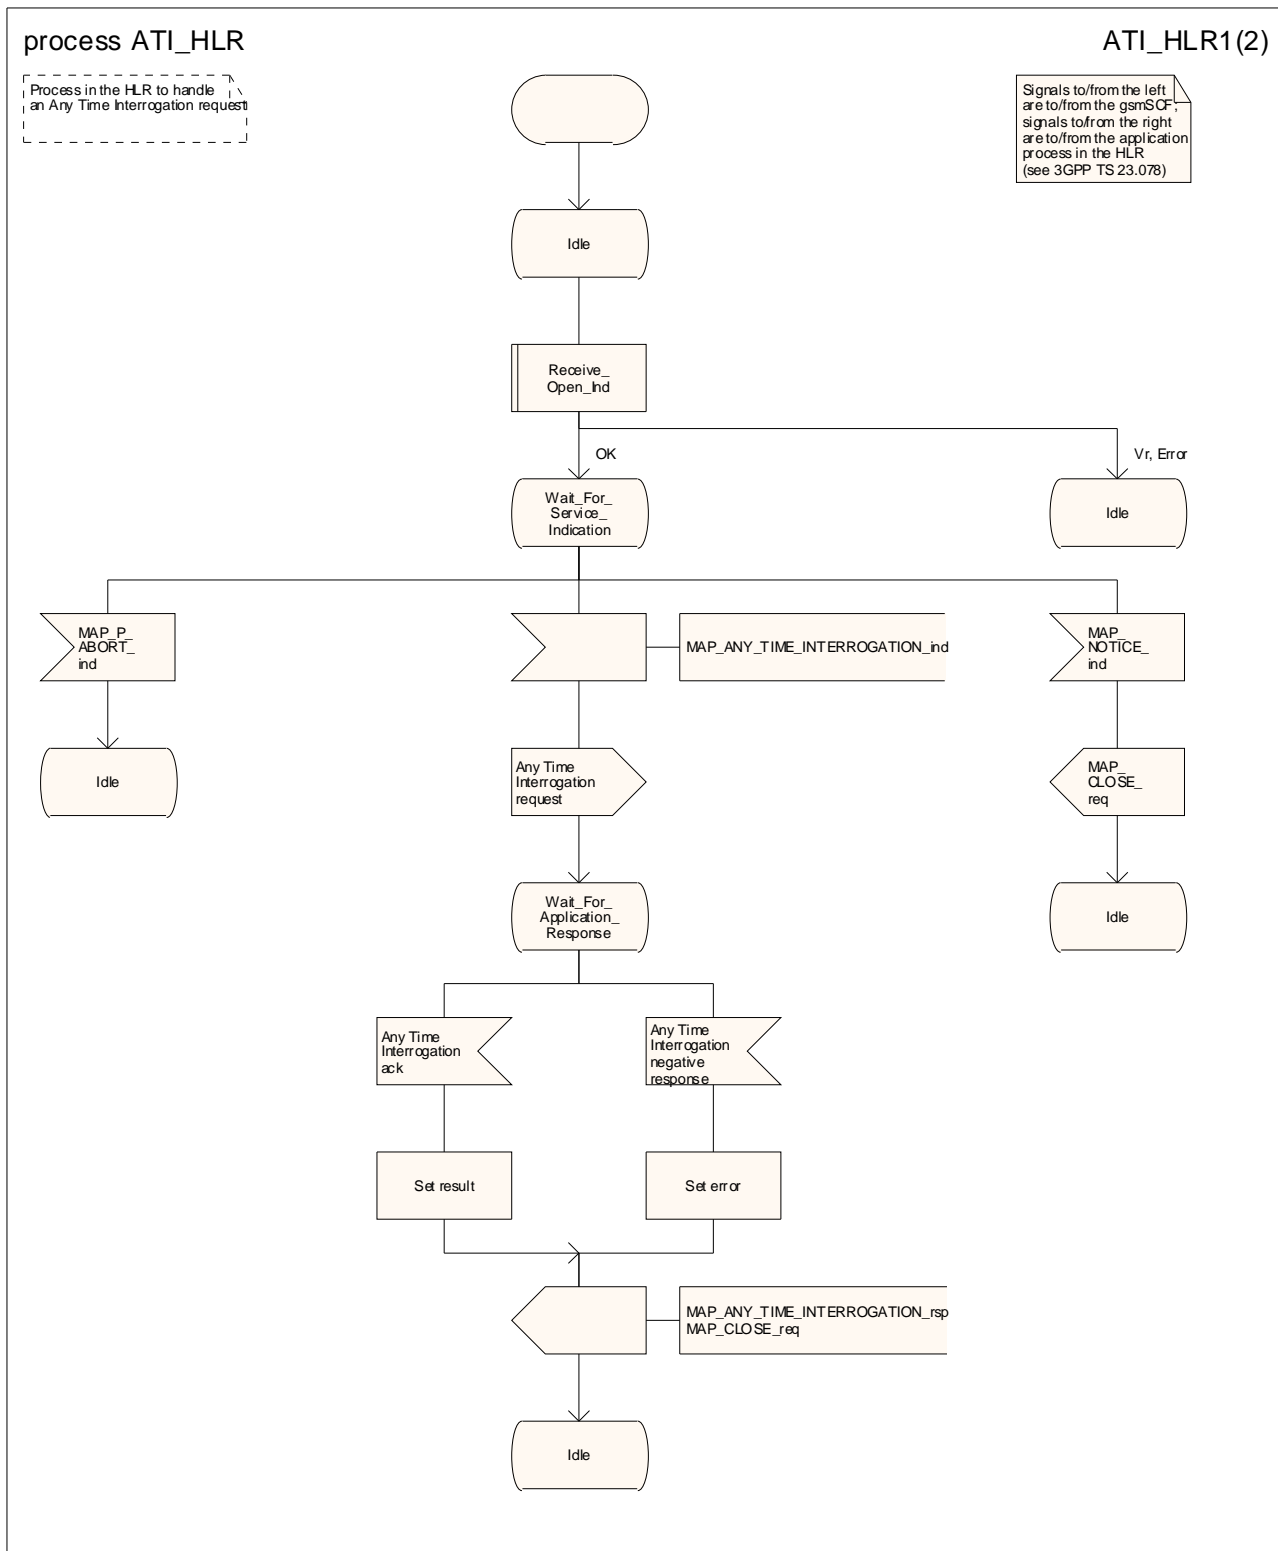 process ATI_HLR
ATI_HLR1(2)
Process in the HLR to handle
an Any Time Interrogation request
Signals to/from the left
are to/from the gsmSCF;
signals to/from the right
are to/from the application
process in the HLR
(see 3GPP TS 23.078)
Idle
Receive_
Open_Ind
OK
Vr, Error
Wait_For_
Service_
Indication
Idle
MAP_P_
ABORT_
ind
MAP_ANY_TIME_INTERROGATION_ind
MAP_
NOTICE_
ind
Idle
Any Time
Interrogation
request
MAP_
CLOSE_
req
Wait_For_
Application_
Response
Idle
Any Time
Interrogation
ack
Any Time
Interrogation
negative
response
Set result
Set error
MAP_ANY_TIME_INTERROGATION_rsp
MAP_CLOSE_req
Idle